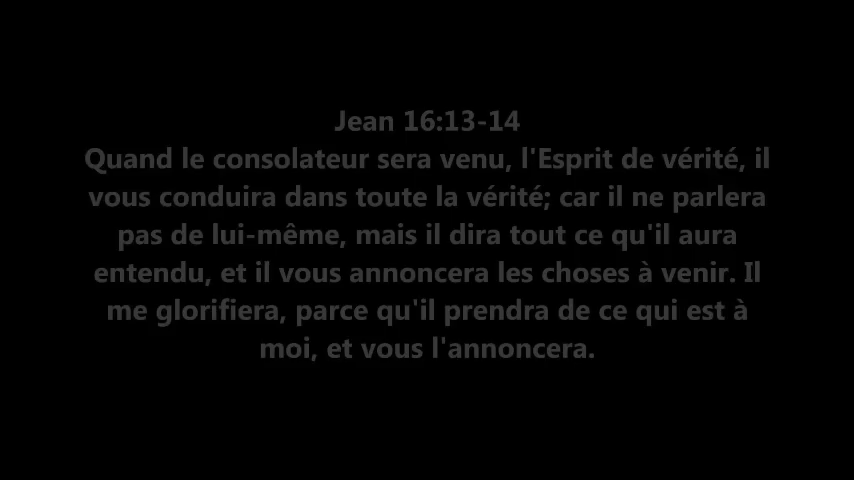 Jean 16:13-14
Quand le consolateur sera venu, l'Esprit de vérité, il
vous conduira dans toute la vérité; car il ne parlera
pas de lui-même, mais il dira tout ce qu'il aura
entendu, et il vous annoncera les choses à venir. Il
me glorifiera, parce qu'il prendra de ce qui est à
moi, et vous l'annoncera.